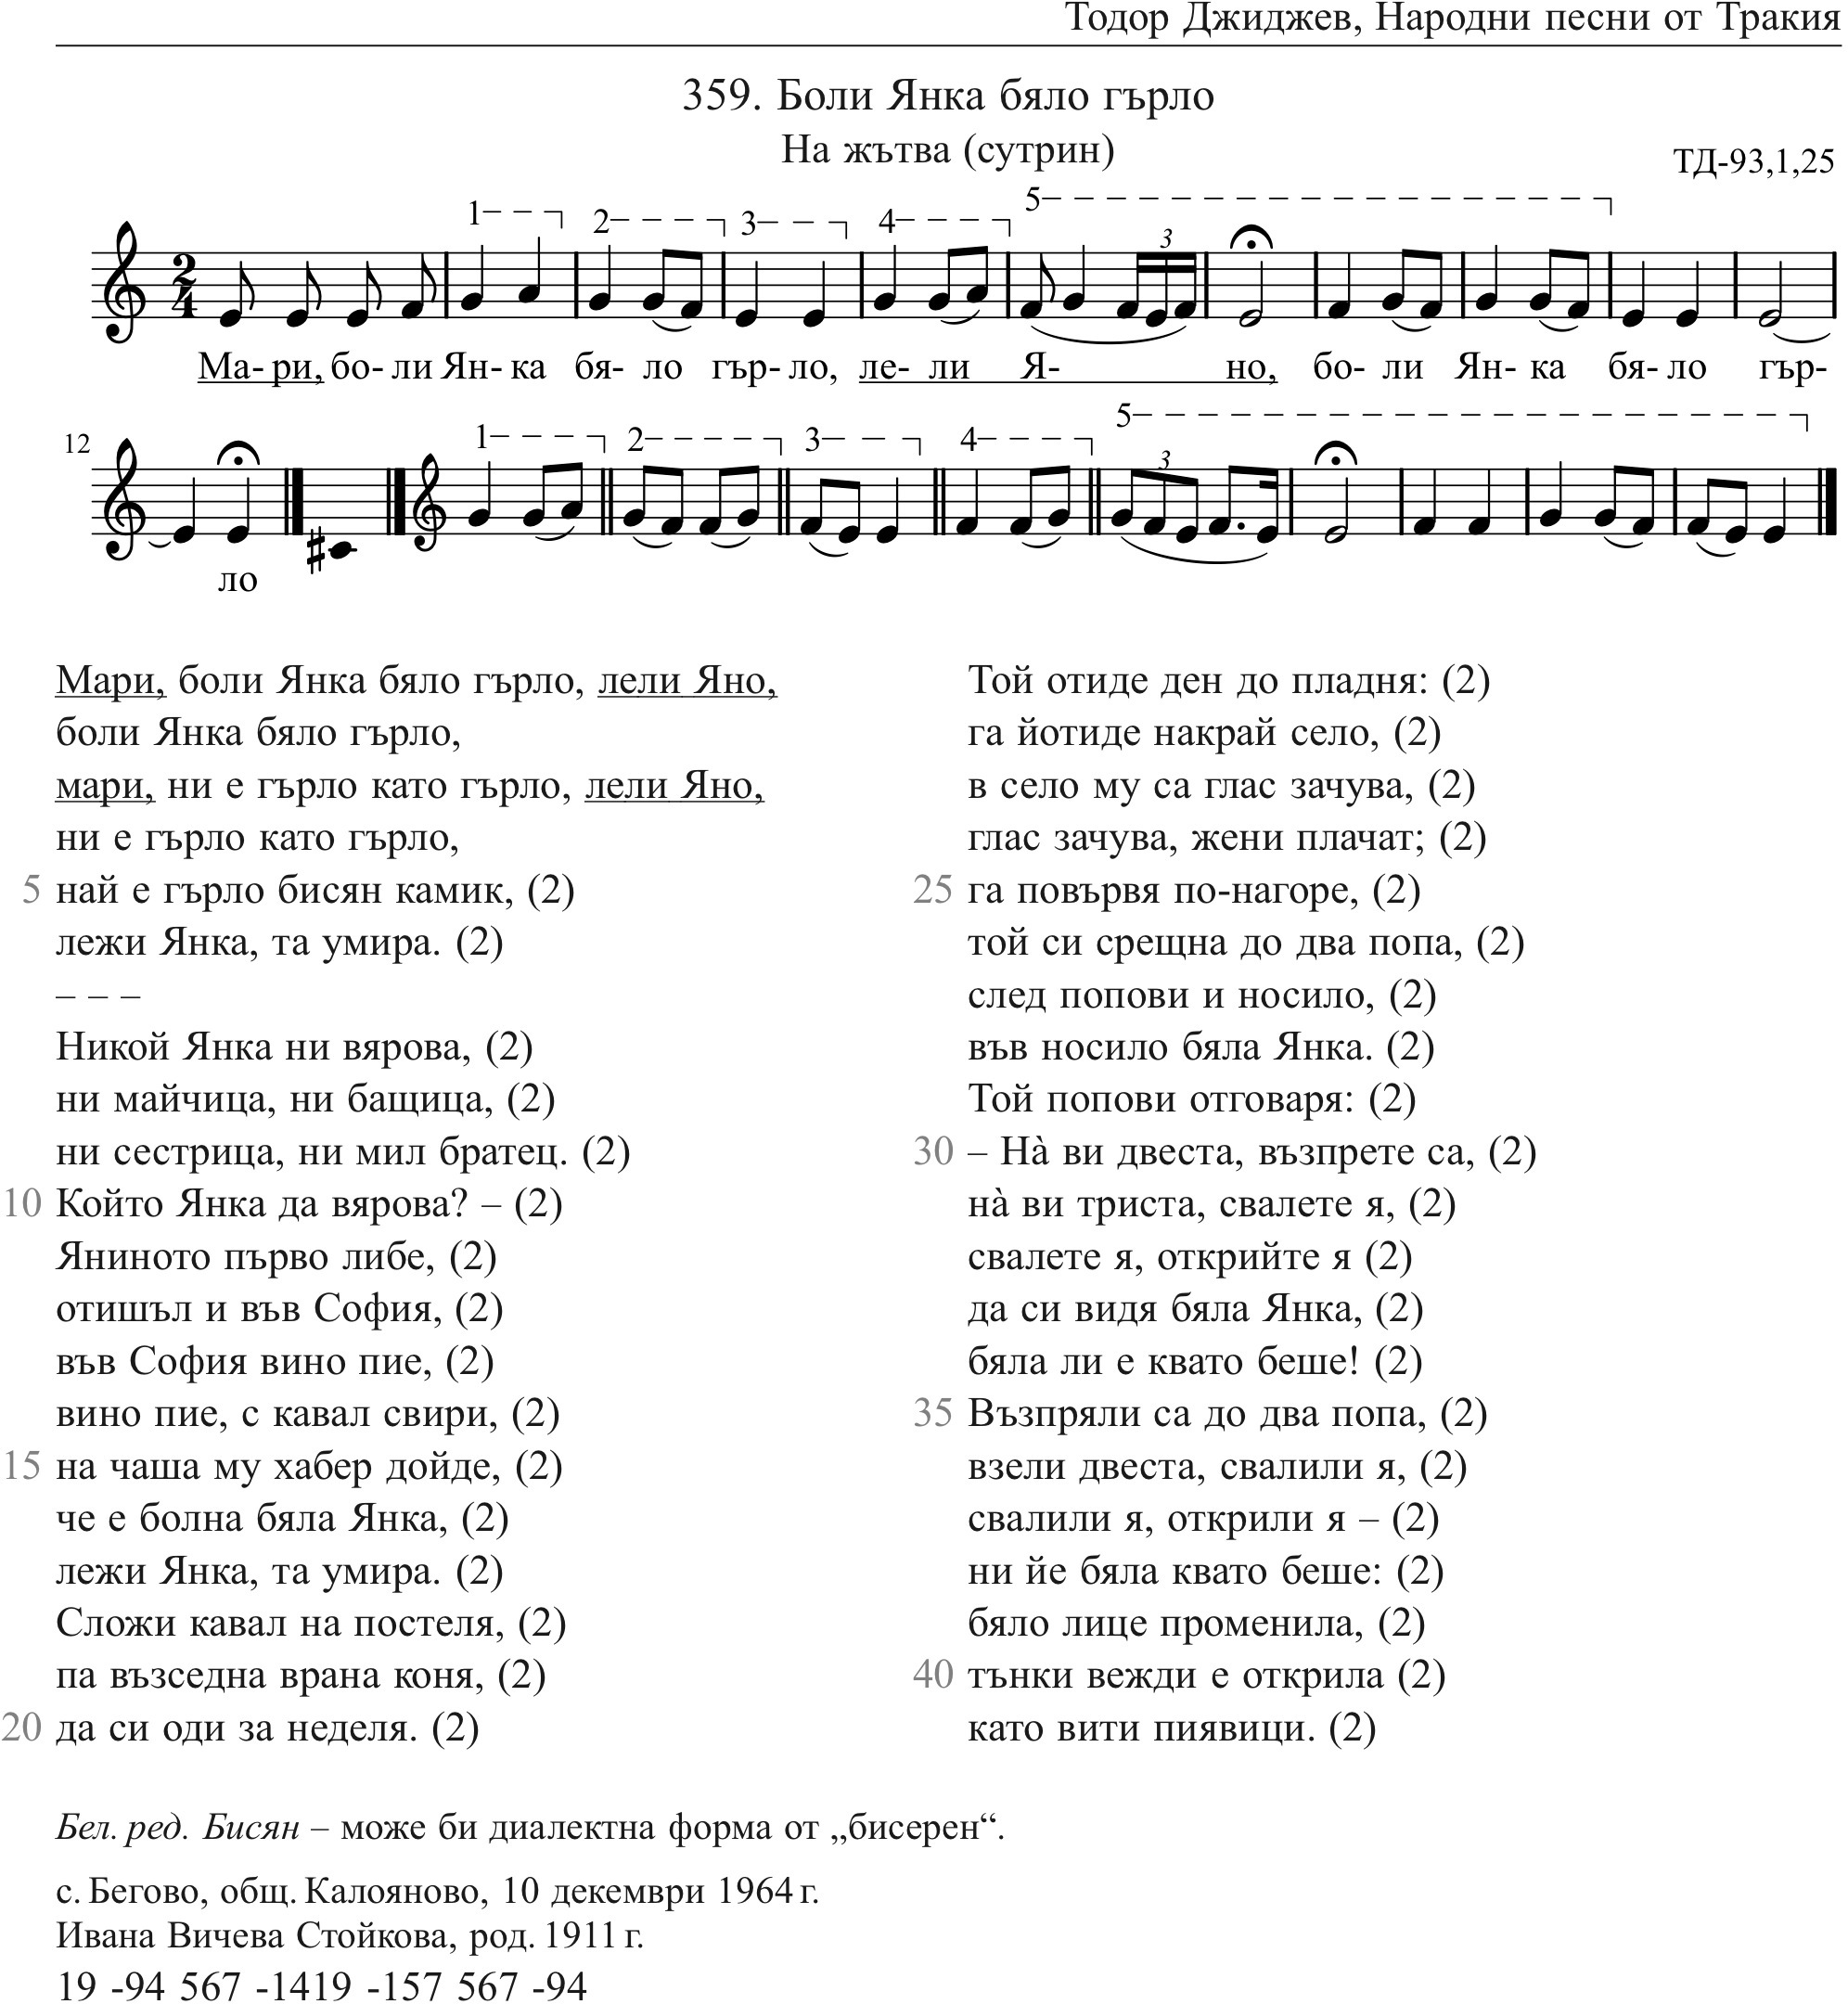 Тодор Джиджев, Народни песни от Тракия
359. Боли Янка бяло гърло
На жътва (сутрин)
ТД-93,1,25
1 2 3 4 5
2 4 3
Ма- ри, бо- ли Ян- ка бя- ло гър- ло, ле- ли Я- но, бо- ли Ян- ка бя- ло гър-
1 2 3 4 5
12 3
ло
Мари, боли Янка бяло гърло, лели Яно,
боли Янка бяло гърло,
мари, ни е гърло като гърло, лели Яно,
ни е гърло като гърло,
5 най е гърло бисян камик, (2)
лежи Янка, та умира. (2)
– – –
Никой Янка ни вярова, (2)
ни майчица, ни бащица, (2)
ни сестрица, ни мил братец. (2)
10 Който Янка да вярова? – (2)
Яниното първо либе, (2)
отишъл и във София, (2)
във София вино пие, (2)
вино пие, с кавал свири, (2)
15 на чаша му хабер дойде, (2)
че е болна бяла Янка, (2)
лежи Янка, та умира. (2)
Сложи кавал на постеля, (2)
па възседна врана коня, (2)
20 да си оди за неделя. (2)
Той отиде ден до пладня: (2)
га йотиде накрай село, (2)
в село му са глас зачува, (2)
глас зачува, жени плачат; (2)
25 га повървя по-нагоре, (2)
той си срещна до два попа, (2)
след попови и носило, (2)
във носило бяла Янка. (2)
Той попови отговаря: (2)
30 – Нà ви двеста, възпрете са, (2)
нà ви триста, свалете я, (2)
свалете я, открийте я (2)
да си видя бяла Янка, (2)
бяла ли е квато беше! (2)
35 Възпряли са до два попа, (2)
взели двеста, свалили я, (2)
свалили я, открили я – (2)
ни йе бяла квато беше: (2)
бяло лице променила, (2)
40 тънки вежди е открила (2)
като вити пиявици. (2)
Бел. ред. Бисян – може би диалектна форма от „бисерен“.
с. Бегово, общ. Калояново, 10 декември 1964 г.
Ивана Вичева Стойкова, род. 1911 г.
19 -94 567 -1419 -157 567 -94